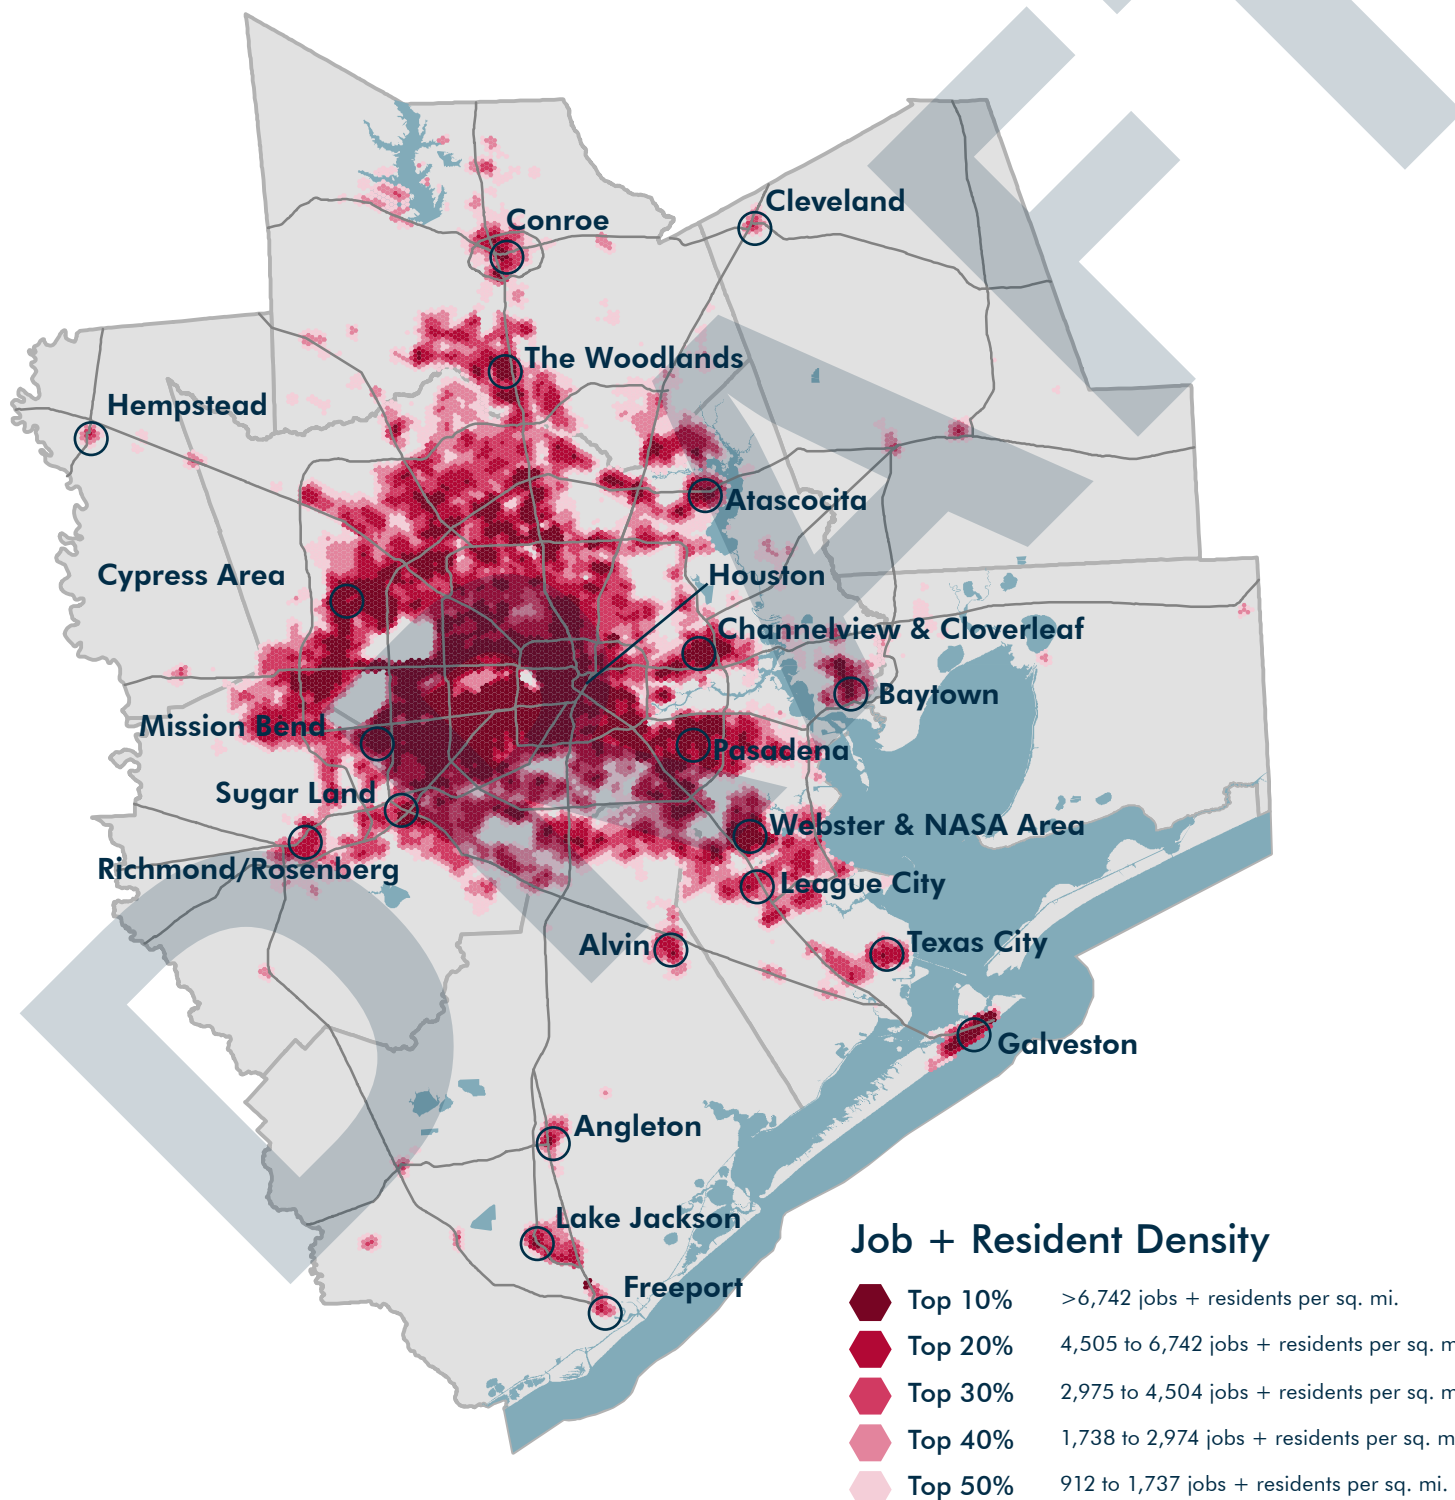 Cleveland
Conroe
The Woodlands
Hempstead
Atascocita
Cypress Area
Houston
Channelview & Cloverleaf
Baytown
Mission Bend
Pasadena
Sugar Land
Webster & NASA Area
Richmond/Rosenberg
League City
Alvin
Texas City
Galveston
Angleton
Lake Jackson
Freeport
Job + Resident Density
Top 10% >6,742 jobs + residents per sq. mi.
Top 20% 4,505 to 6,742 jobs + residents per sq. m
Top 30% 2,975 to 4,504 jobs + residents per sq. m
Top 40% 1,738 to 2,974 jobs + residents per sq. m
Top 50% 912 to 1,737 jobs + residents per sq. mi.
DRAFT